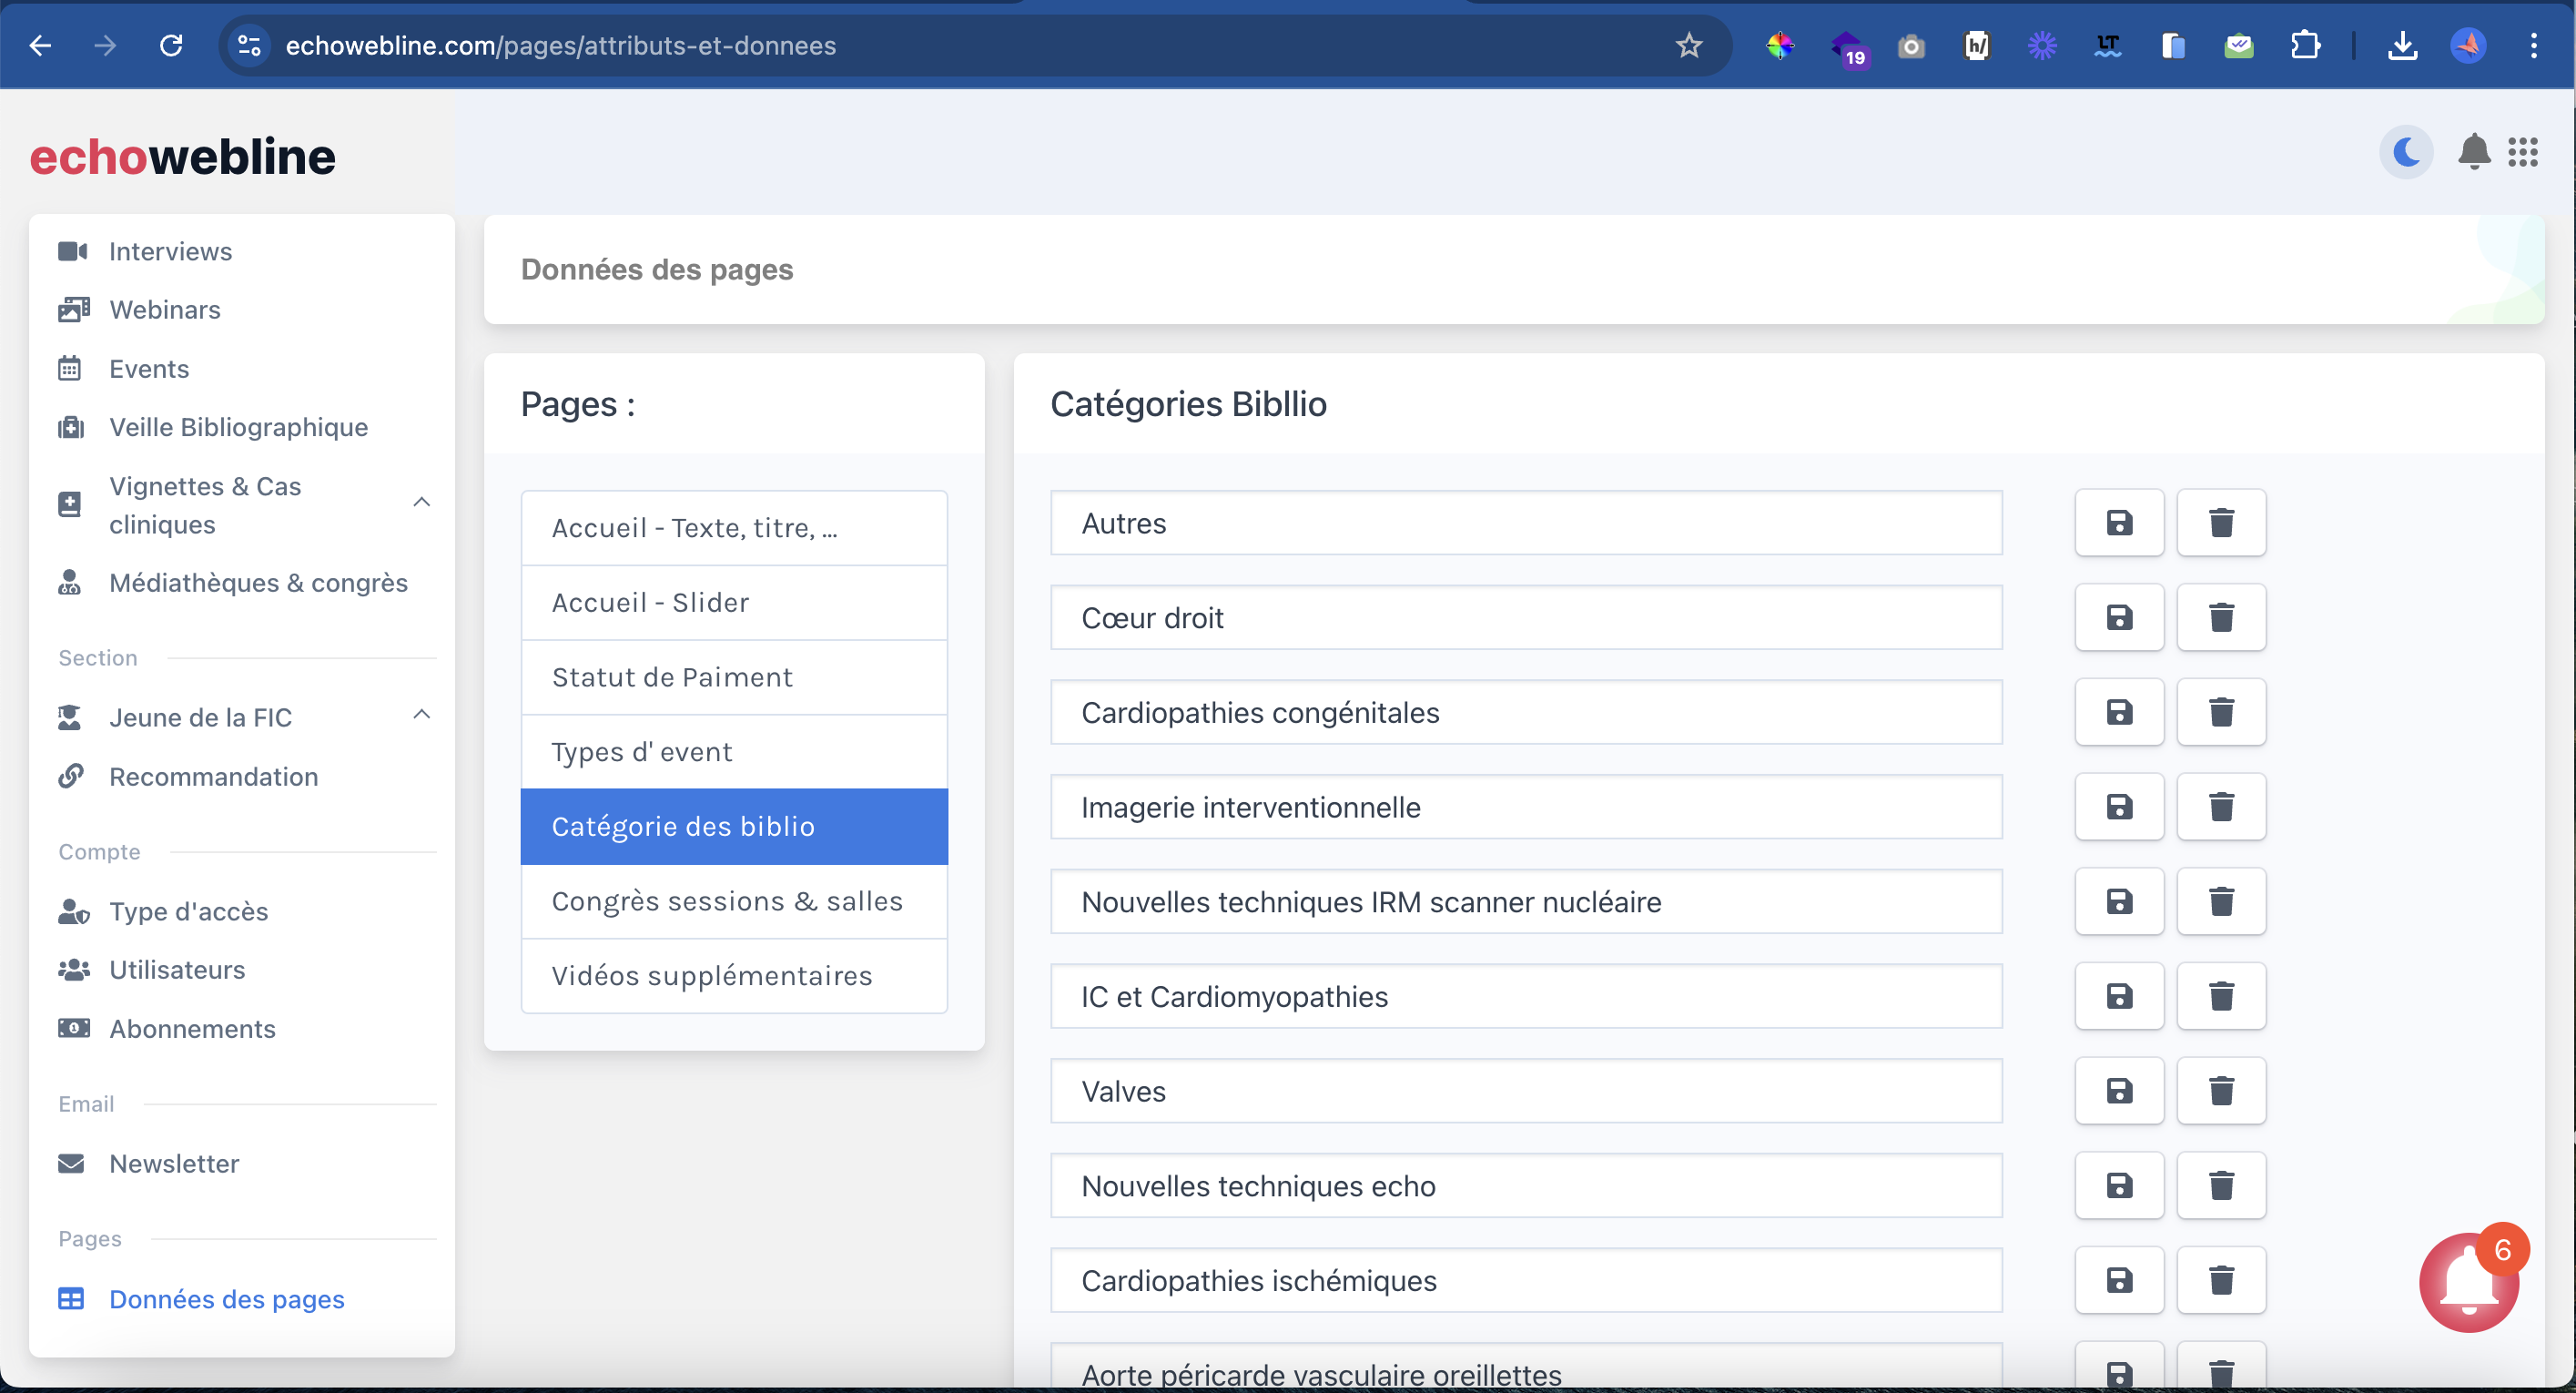 echowebline.com/pages/attributs-et-donnees
19
h/
LT
echowebline
Interviews
Webinars
Events
Veille Bibliographique
Vignettes & Cas
cliniques
Médiathèques & congrès
Section
Jeune de la FIC
Recommandation
Compte
Type d'accès
Utilisateurs
Abonnements
Email
Newsletter
Pages
Données des pages
Données des pages
Pages :
Accueil - Texte, titre, ...
Accueil - Slider
Statut de Paiment
Types d' event
Catégorie des biblio
Congrès sessions & salles
Vidéos supplémentaires
Catégories Bibllio
Autres
Cœur droit
Cardiopathies congénitales
Imagerie interventionnelle
Nouvelles techniques IRM scanner nucléaire
IC et Cardiomyopathies
Valves
Nouvelles techniques echo
Cardiopathies ischémiques
Aorte péricarde vasculaire oreillettes
6